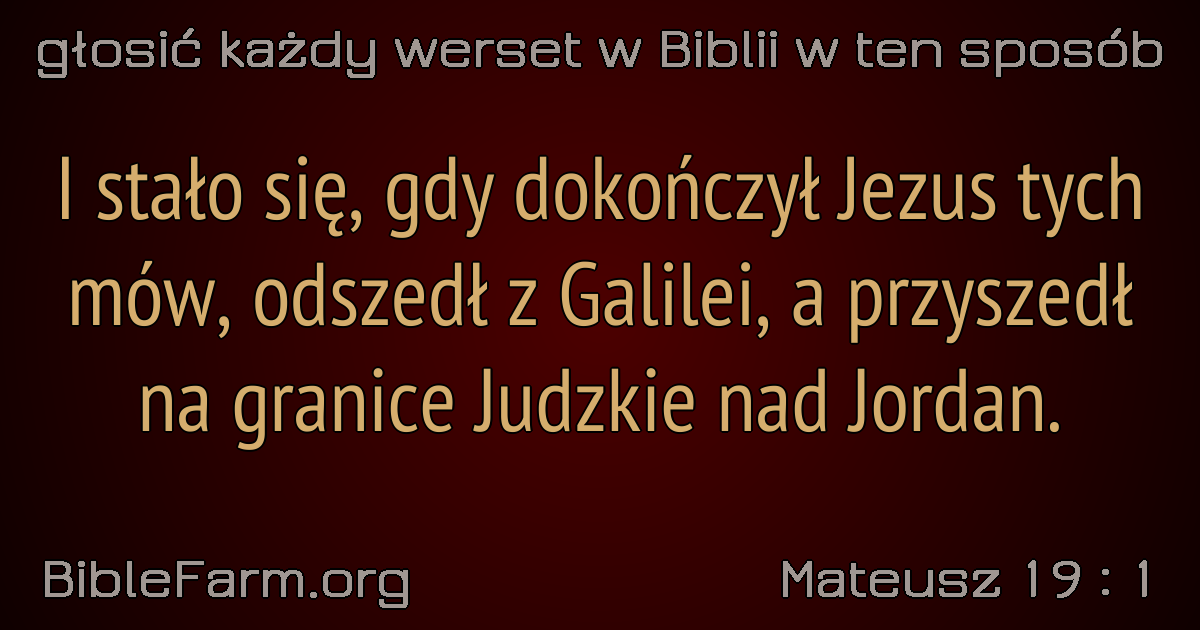 głosić każdy werset w Biblii w ten sposób
I stało się, gdy dokończył Jezus tych
mów, odszedł z Galilei, a przyszedł
na granice Judzkie nad Jordan.
BibleFarm.org
Mateusz 19 : 1